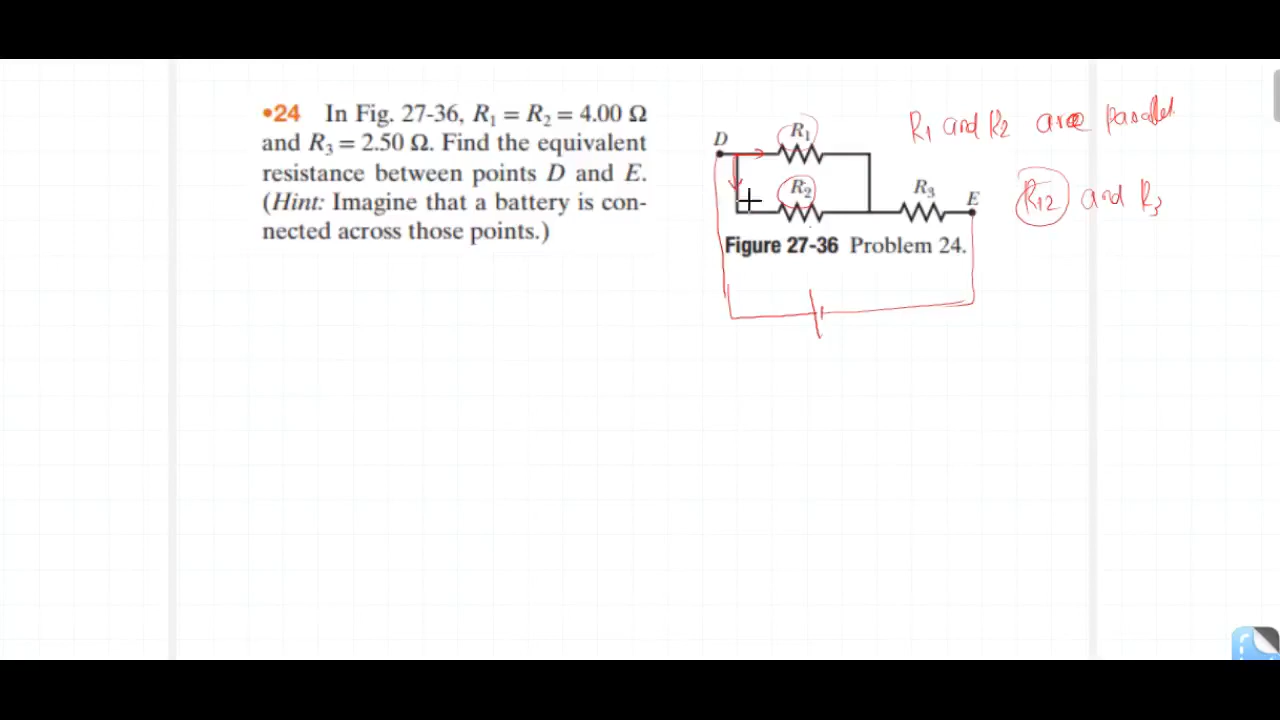 •24 In Fig. 27-36, R₁ = R₂ = 4.00 Ω
and R₃ = 2.50 Ω. Find the equivalent
resistance between points D and E.
(Hint: Imagine that a battery is con-
nected across those points.)
D
R₁
R₂
R₃
E
Figure 27-36 Problem 24.
R₁ and R₂ are parallel
R₁₂ and R₃